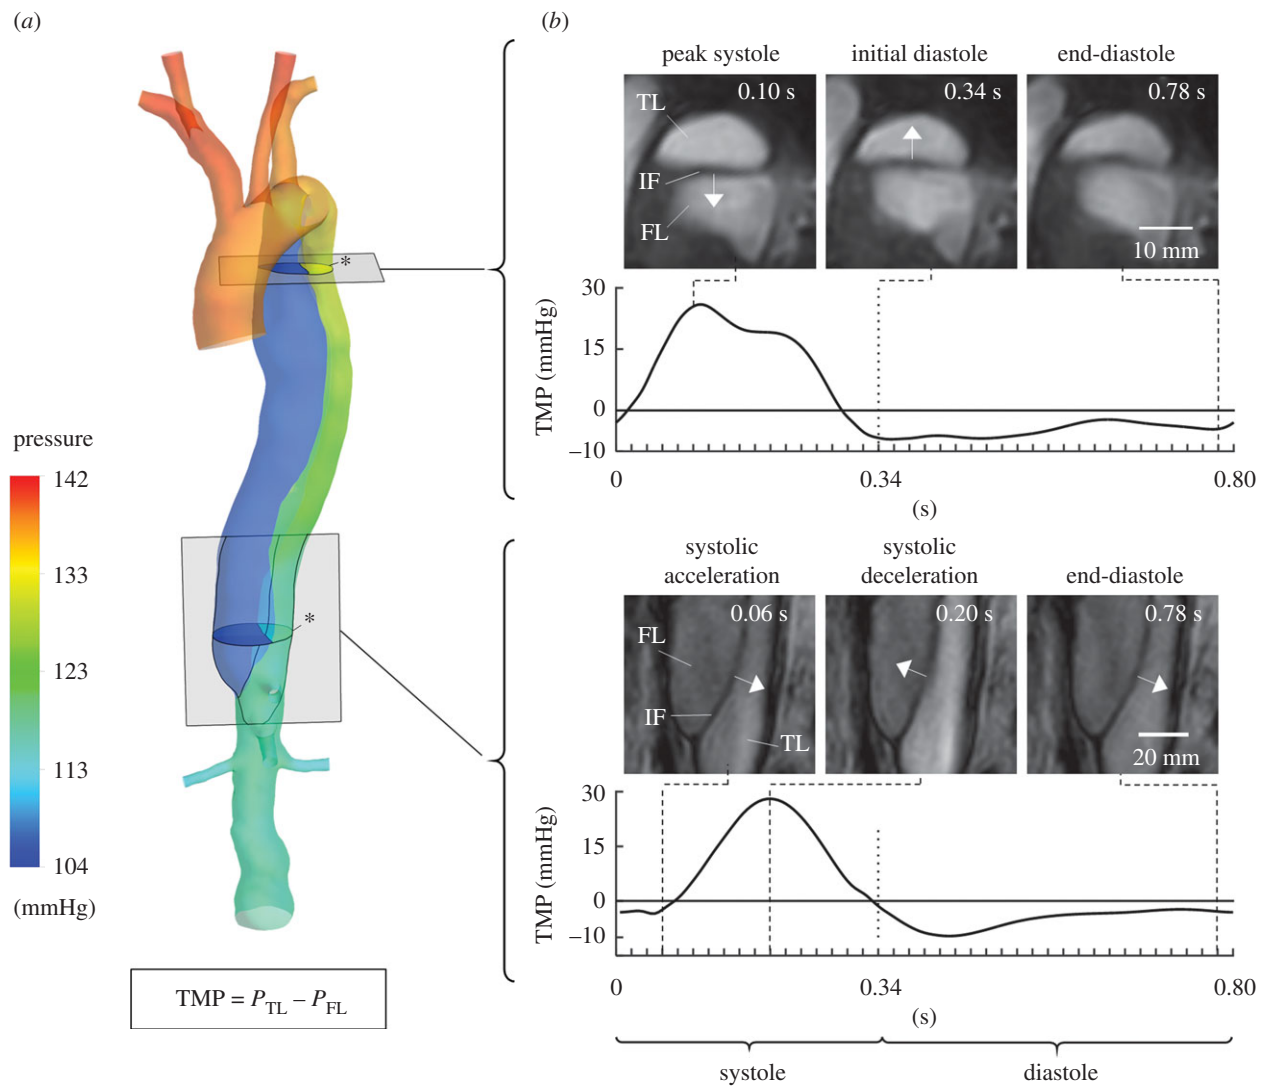 (a)
pressure
142
133
123
113
104
(mmHg)
*
*
TMP = P_TL – P_FL
(b)
peak systole initial diastole end-diastole
0.10 s 0.34 s 0.78 s
TL
IF
FL
10 mm
TMP (mmHg)
30
15
0
–10
0 0.34 0.80
(s)
systolic acceleration
systolic deceleration
end-diastole
0.06 s 0.20 s 0.78 s
FL
IF
TL
20 mm
TMP (mmHg)
30
15
0
–10
0 0.34 0.80
(s)
systole diastole